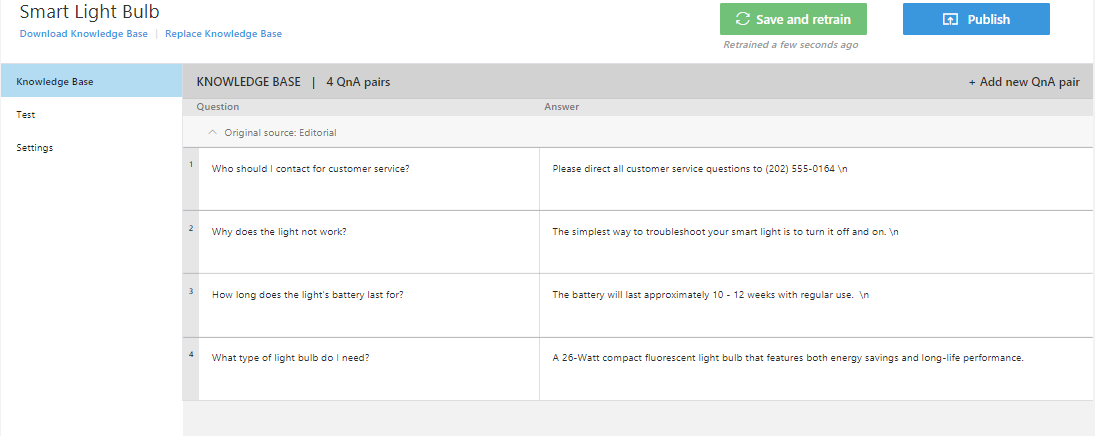 Smart Light Bulb
Download Knowledge Base | Replace Knowledge Base
Save and retrain
Publish
Retrained a few seconds ago
Knowledge Base
Test
Settings
KNOWLEDGE BASE | 4 QnA pairs
+ Add new QnA pair
Question Answer
Original source: Editorial
1 Who should I contact for customer service? Please direct all customer service questions to (202) 555-0164 \n
2 Why does the light not work? The simplest way to troubleshoot your smart light is to turn it off and on. \n
3 How long does the light's battery last for? The battery will last approximately 10 - 12 weeks with regular use. \n
4 What type of light bulb do I need? A 26-Watt compact fluorescent light bulb that features both energy savings and long-life performance.